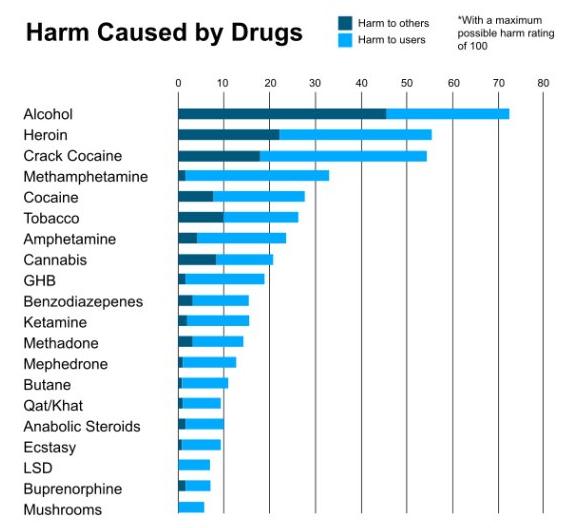 Harm Caused by Drugs
Harm to others
Harm to users
*With a maximum
possible harm rating
of 100
0 10 20 30 40 50 60 70 80
Alcohol
Heroin
Crack Cocaine
Methamphetamine
Cocaine
Tobacco
Amphetamine
Cannabis
GHB
Benzodiazepenes
Ketamine
Methadone
Mephedrone
Butane
Qat/Khat
Anabolic Steroids
Ecstasy
LSD
Buprenorphine
Mushrooms